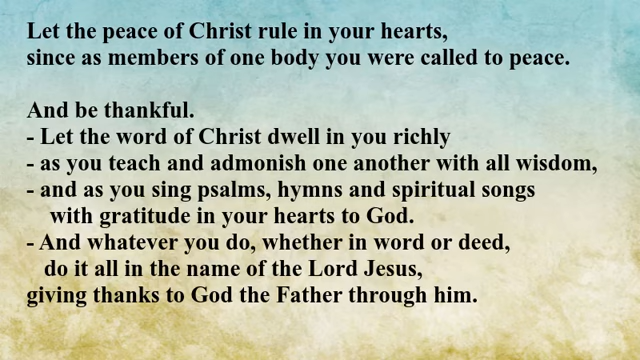 Let the peace of Christ rule in your hearts,
since as members of one body you were called to peace.
And be thankful.
- Let the word of Christ dwell in you richly
- as you teach and admonish one another with all wisdom,
- and as you sing psalms, hymns and spiritual songs
with gratitude in your hearts to God.
- And whatever you do, whether in word or deed,
do it all in the name of the Lord Jesus,
giving thanks to God the Father through him.